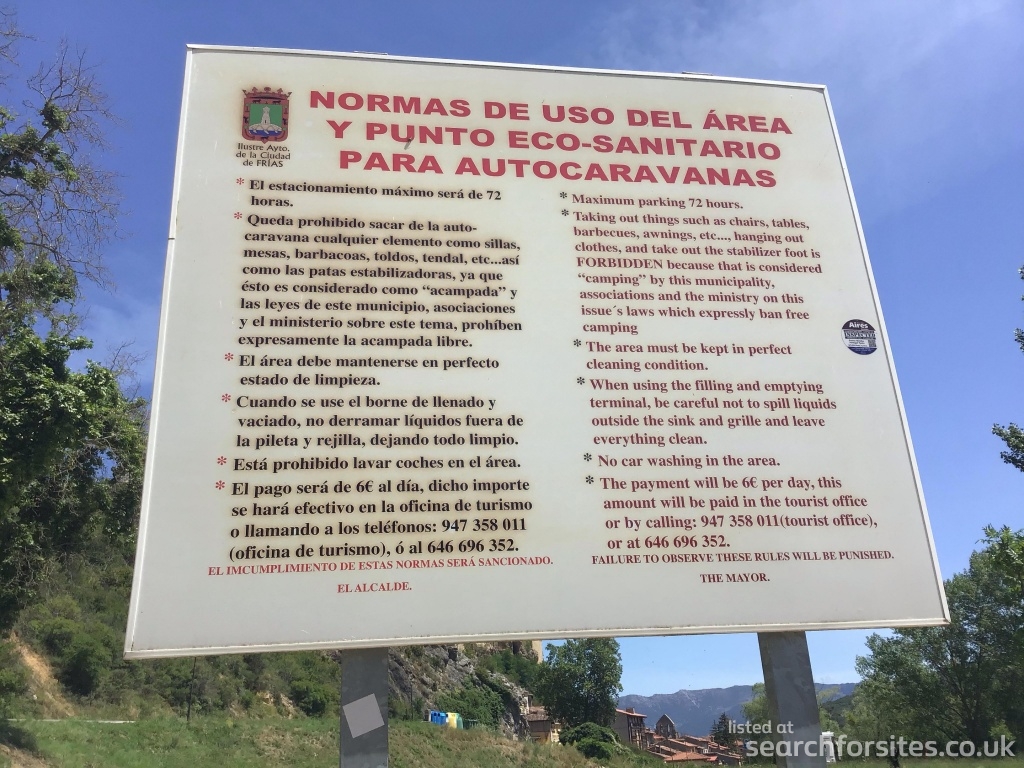 Ilustre Ayto.
de la Ciudad
de FRÍAS
NORMAS DE USO DEL ÁREA
Y PUNTO ECO-SANITARIO
PARA AUTOCARAVANAS
* El estacionamiento máximo será de 72
horas.
* Queda prohibido sacar de la auto-
caravana cualquier elemento como sillas,
mesas, barbacoas, toldos, tendal, etc...así
como las patas estabilizadoras, ya que
ésto es considerado como “acampada” y
las leyes de este municipio, asociaciones
y el ministerio sobre este tema, prohíben
expresamente la acampada libre.
* El área debe mantenerse en perfecto
estado de limpieza.
* Cuando se use el borne de llenado y
vaciado, no derramar líquidos fuera de
la pileta y rejilla, dejando todo limpio.
* Está prohibido lavar coches en el área.
* El pago será de 6€ al día, dicho importe
se hará efectivo en la oficina de turismo
o llamando a los teléfonos: 947 358 011
(oficina de turismo), ó al 646 696 352.
EL IMCUMPLIMIENTO DE ESTAS NORMAS SERÁ SANCIONADO.
EL ALCALDE.
* Maximum parking 72 hours.
* Taking out things such as chairs, tables,
barbecues, awnings, etc..., hanging out
clothes, and take out the stabilizer foot is
FORBIDDEN because that is considered
“camping” by this municipality,
associations and the ministry on this
issue´s laws which expressly ban free
camping
* The area must be kept in perfect
cleaning condition.
* When using the filling and emptying
terminal, be careful not to spill liquids
outside the sink and grille and leave
everything clean.
* No car washing in the area.
* The payment will be 6€ per day, this
amount will be paid in the tourist office
or by calling: 947 358 011(tourist office),
or at 646 696 352.
FAILURE TO OBSERVE THESE RULES WILL BE PUNISHED.
THE MAYOR.
Aires
INSPECTED
listed at
searchforsites.co.uk